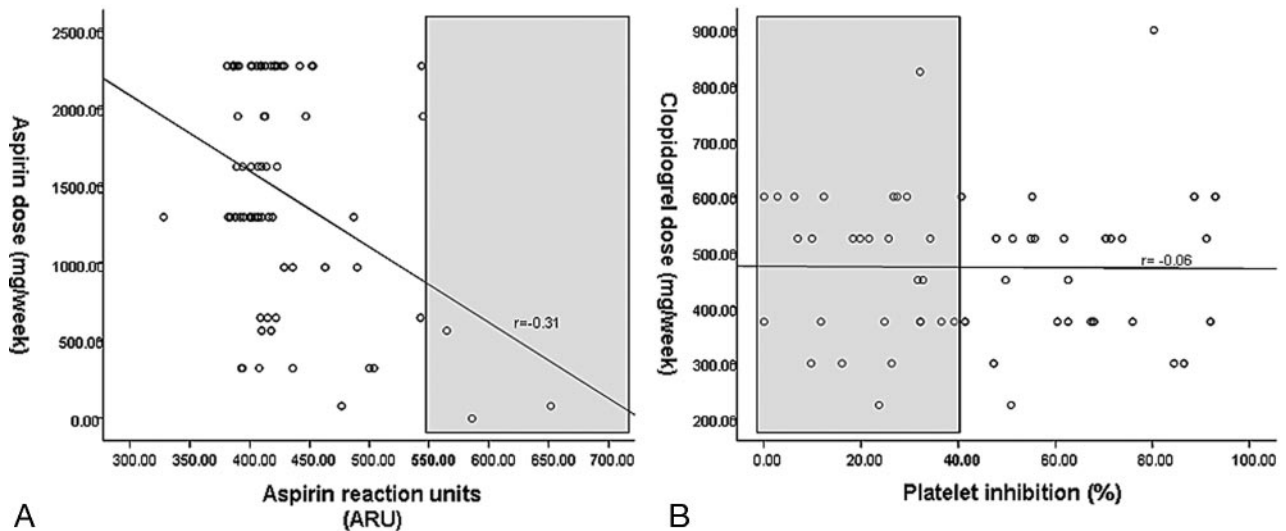 2500.00
2000.00
1500.00
1000.00
500.00
0.00
Aspirin dose (mg/week)
r=-0.31
300.00 350.00 400.00 450.00 500.00 550.00 600.00 650.00 700.00
Aspirin reaction units
(ARU)
A
900.00
800.00
700.00
600.00
500.00
400.00
300.00
200.00
Clopidogrel dose (mg/week)
r= -0.06
0.00 20.00 40.00 60.00 80.00 100.00
Platelet inhibition (%)
B